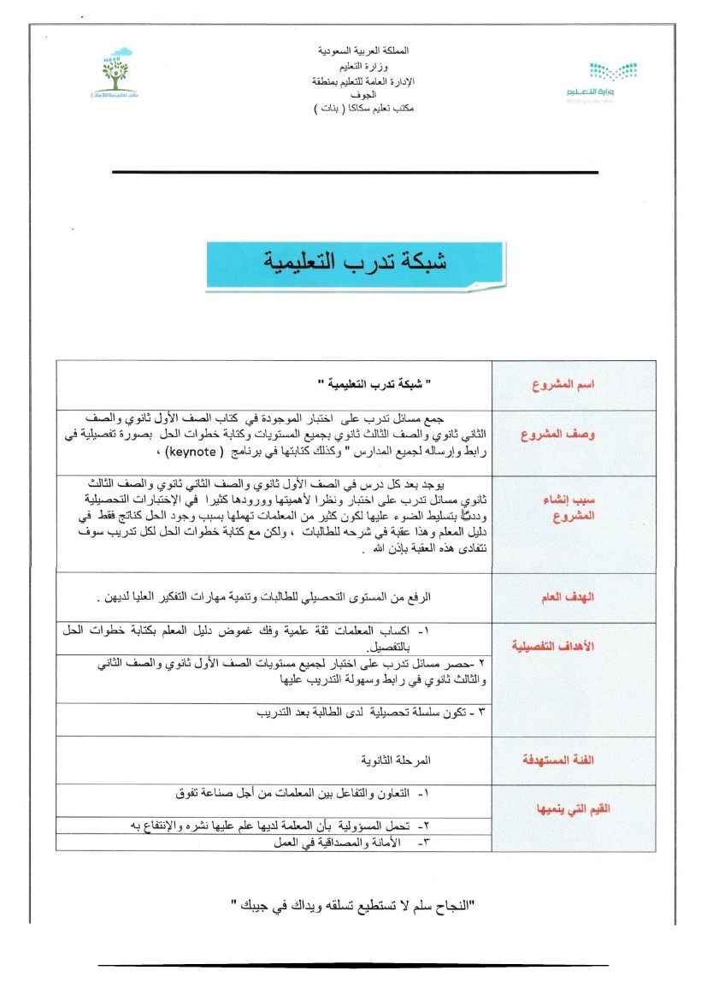 المملكة العربية السعودية
وزارة التعليم
الإدارة العامة للتعليم بمنطقة
الجوف
مكتب تعليم سكاكا ( بنات )
وزارة التعـــليم
مكتب تعليم سكاكا( بنات )
شبكة تدرب التعليمية
اسم المشروع
" شبكة تدرب التعليمية "
وصف المشروع
جمع مسائل تدرب على اختبار الموجودة في كتاب الصف الأول ثانوي والصف
الثاني ثانوي والصف الثالث ثانوي بجميع المستويات وكتابة خطوات الحل بصورة تفصيلية في
رابط وإرساله لجميع المدارس " وكذلك كتابتها في برنامج ( keynote) ،
سبب إنشاء
المشروع
يوجد بعد كل درس في الصف الأول ثانوي والصف الثاني ثانوي والصف الثالث
ثانوي مسائل تدرب على اختبار ونظرا لأهميتها وورودها كثيرا في الإختبارات التحصيلية
وددنا بتسليط الضوء عليها لكون كثير من المعلمات تهملها بسبب وجود الحل كناتج فقط في
دليل المعلم وهذا عقبة في شرحه للطالبات ، ولكن مع كتابة خطوات الحل لكل تدريب سوف
نتفادى هذه العقبة بإذن الله .
الهدف العام
الرفع من المستوى التحصيلي للطالبات وتنمية مهارات التفكير العليا لديهن .
الأهداف التفصيلية
١- اكساب المعلمات ثقة علمية وفك غموض دليل المعلم بكتابة خطوات الحل
بالتفصيل.
٢ -حصر مسائل تدرب على اختبار لجميع مستويات الصف الأول ثانوي والصف الثاني
والثالث ثانوي في رابط وسهولة التدريب عليها
٣ - تكون سلسلة تحصيلية لدى الطالبة بعد التدريب
الفئة المستهدفة
المرحلة الثانوية
القيم التي ينميها
١- التعاون والتفاعل بين المعلمات من أجل صناعة تفوق
٢- تحمل المسؤولية بأن المعلمة لديها علم عليها نشره والإنتفاع به
٣- الأمانة والمصداقية في العمل
"النجاح سلم لا تستطيع تسلقه ويداك في جيبك "